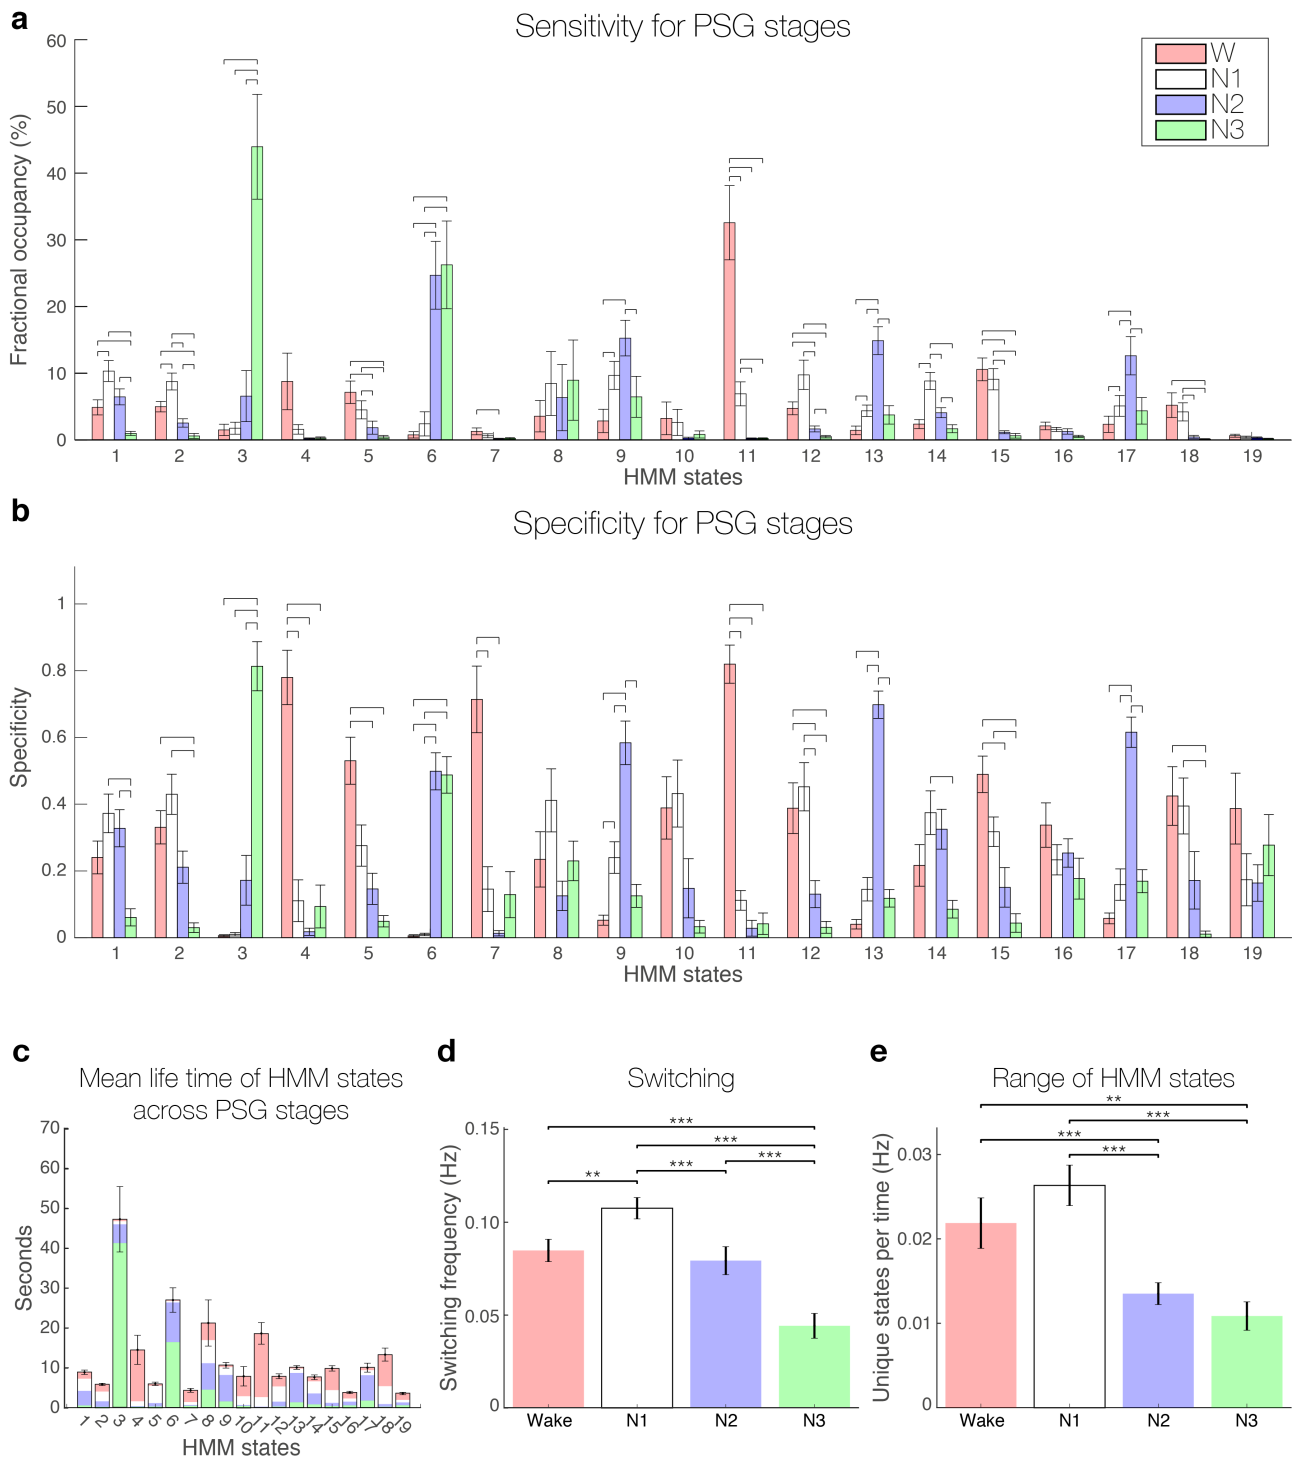 a
Sensitivity for PSG stages
60
50
40
30
20
10
0
Fractional occupancy (%)
W
N1
N2
N3
1 2 3 4 5 6 7 8 9 10 11 12 13 14 15 16 17 18 19
HMM states
b
Specificity for PSG stages
1
0.8
0.6
0.4
0.2
0
Specificity
1 2 3 4 5 6 7 8 9 10 11 12 13 14 15 16 17 18 19
HMM states
c
Mean life time of HMM states
across PSG stages
70
60
50
40
30
20
10
0
Seconds
1 2 3 4 5 6 7 8 9 10 11 12 13 14 15 16 17 18 19
HMM states
d
Switching
***
***
***
***
**
0.15
0.10
0.05
0
Switching frequency (Hz)
Wake N1 N2 N3
e
Range of HMM states
**
***
***
***
0.03
0.02
0.01
0
Unique states per time (Hz)
Wake N1 N2 N3